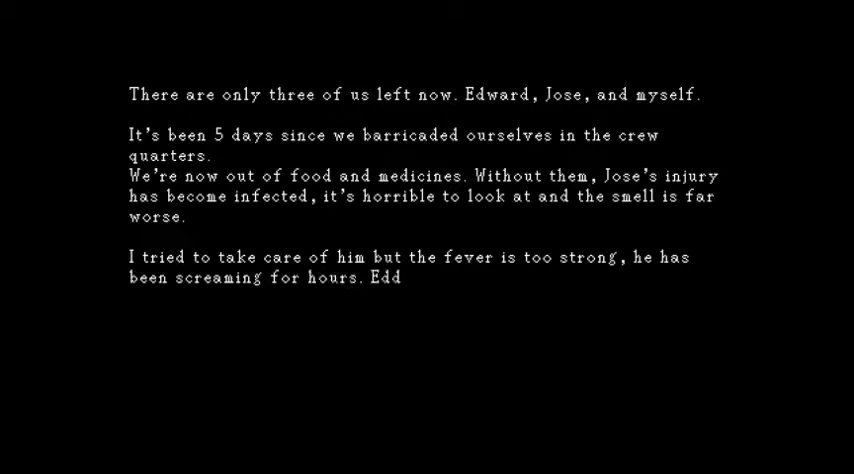 There are only three of us left now. Edward, Jose, and myself.
It's been 5 days since we barricaded ourselves in the crew
quarters.
We're now out of food and medicines. Without them, Jose's injury
has become infected, it's horrible to look at and the smell is far
worse.
I tried to take care of him but the fever is too strong, he has
been screaming for hours. Edd